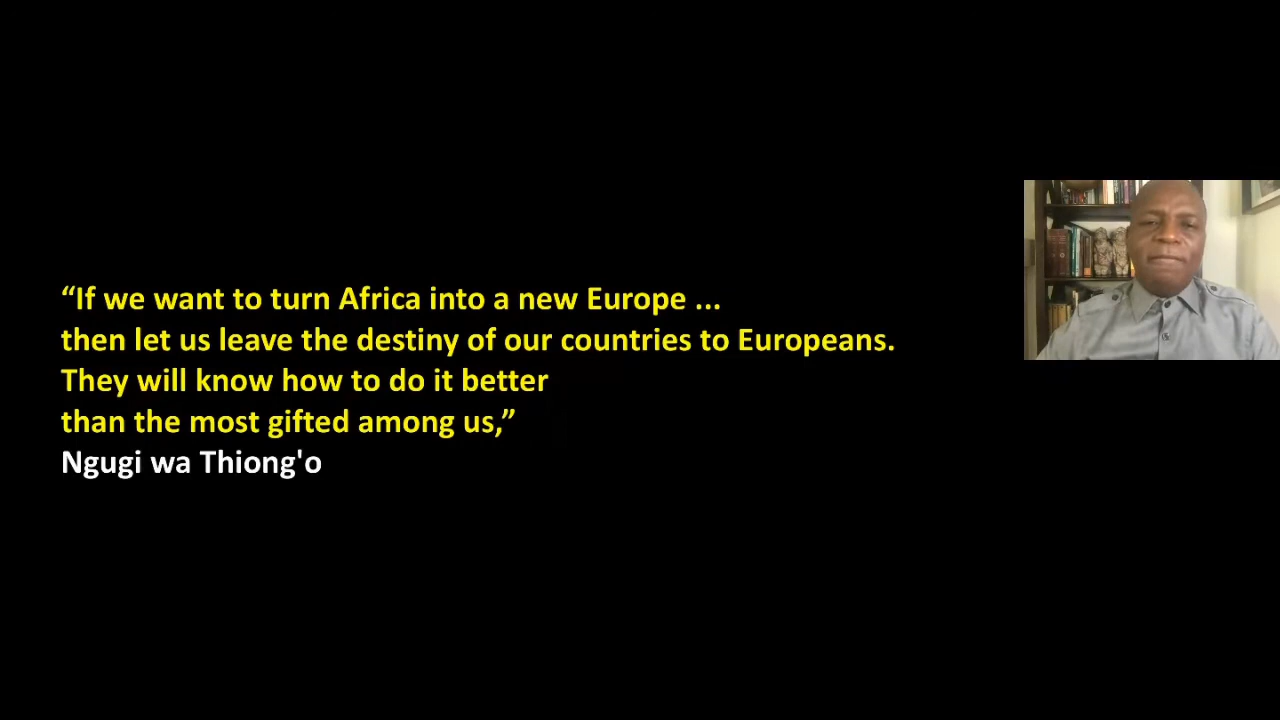 “If we want to turn Africa into a new Europe ...
then let us leave the destiny of our countries to Europeans.
They will know how to do it better
than the most gifted among us,”
Ngugi wa Thiong'o